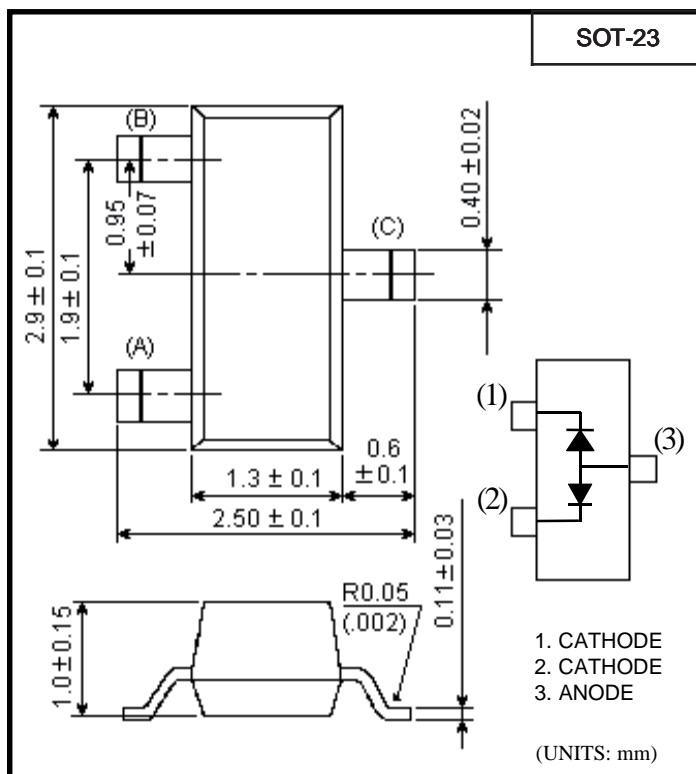 SOT-23
(B)
0.40 ±0.02
0.95
±0.07
(C)
2.9 ± 0.1
1.9 ± 0.1
(A)
(1)
(3)
0.6
± 0.1
1.3 ± 0.1
(2)
2.50 ± 0.1
0.11±0.03
R0.05
(.002)
1.0±0.15
1. CATHODE
2. CATHODE
3. ANODE
(UNITS: mm)